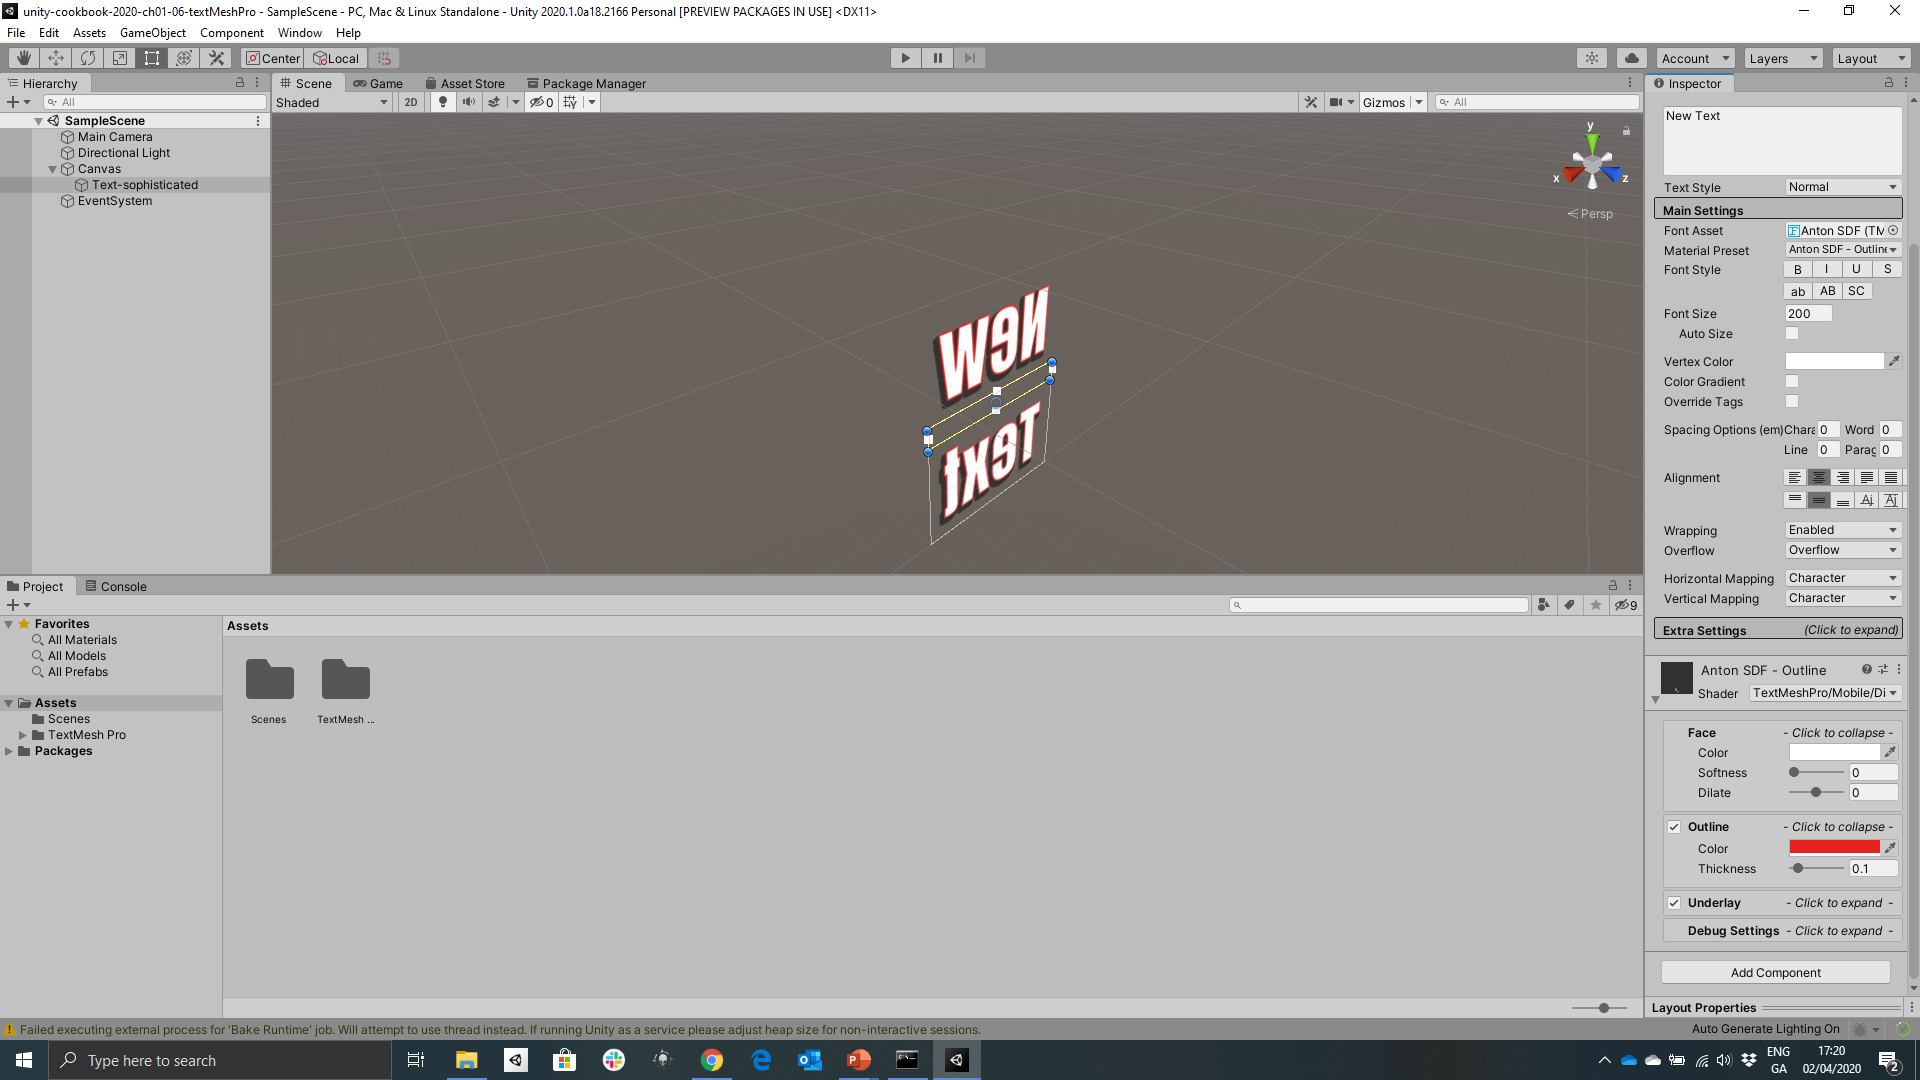 unity-cookbook-2020-ch01-06-textMeshPro - SampleScene - PC, Mac & Linux Standalone - Unity 2020.1.0a18.2166 Personal [PREVIEW PACKAGES IN USE] <DX11>
File Edit Assets GameObject Component Window Help
Center Local Account Layers Layout
Hierarchy
All
SampleScene
Main Camera
Directional Light
Canvas
Text-sophisticated
EventSystem
Scene Game Asset Store Package Manager
Shaded 2D 0 Gizmos All
y
x z
Persp
New
Text
Inspector
New Text
Text Style Normal
Main Settings
Font Asset Anton SDF (TM
Material Preset Anton SDF - Outline
Font Style B I U S
ab AB SC
Font Size 200
Auto Size
Vertex Color
Color Gradient
Override Tags
Spacing Options (em) Chara 0 Word 0
Line 0 Parag 0
Alignment
Wrapping Enabled
Overflow Overflow
Horizontal Mapping Character
Vertical Mapping Character
Extra Settings (Click to expand)
Anton SDF - Outline
Shader TextMeshPro/Mobile/Di
Face - Click to collapse -
Color
Softness 0
Dilate 0
Outline - Click to collapse -
Color
Thickness 0.1
Underlay - Click to expand -
Debug Settings - Click to expand -
Add Component
Layout Properties
Project Console
9
Favorites
All Materials
All Models
All Prefabs
Assets
Scenes
TextMesh Pro
Packages
Assets
Scenes TextMesh ...
Failed executing external process for 'Bake Runtime' job. Will attempt to use thread instead. If running Unity as a service please adjust heap size for non-interactive sessions.
Auto Generate Lighting On
Type here to search
ENG
GA
17:20
02/04/2020
2